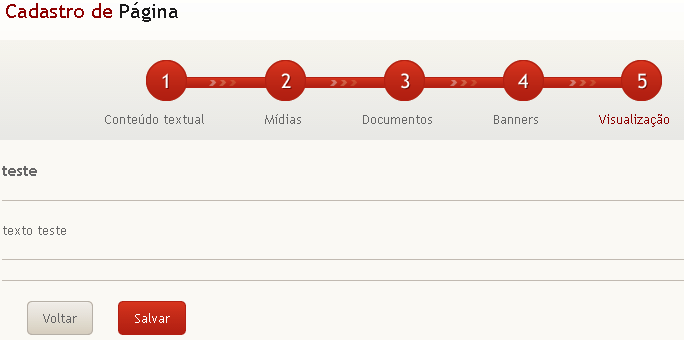 Cadastro de Página
1 2 3 4 5
Conteúdo textual Mídias Documentos Banners Visualização
teste
texto teste
Voltar Salvar